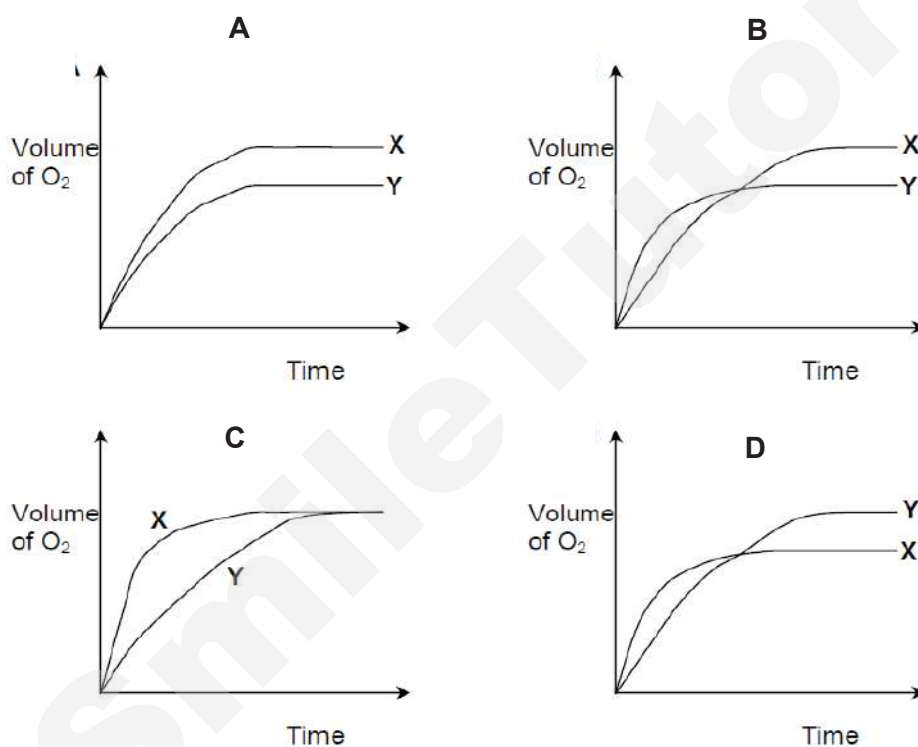 A
Volume
of O₂
X
Y
Time
B
Volume
of O₂
X
Y
Time
C
Volume
of O₂
X
Y
Time
D
Volume
of O₂
Y
X
Time
SmileTutor